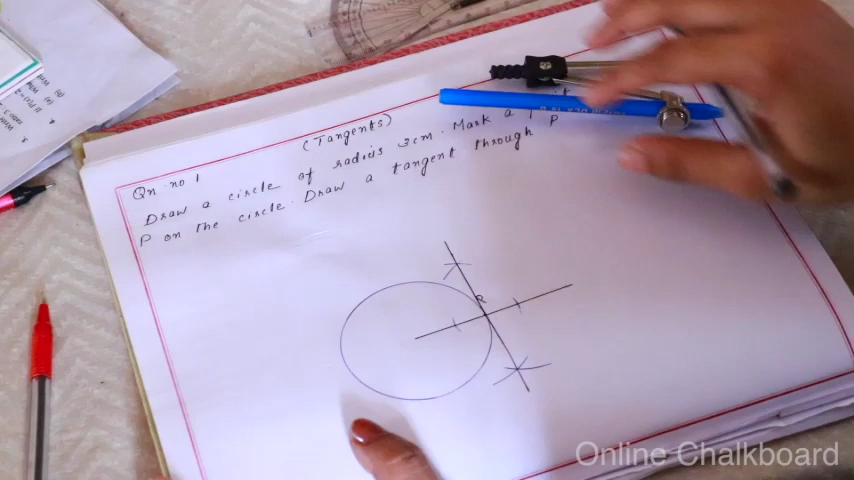 (Tangents)
Qn. no 1
Draw a circle of radius 3cm. Mark a
P on the circle. Draw a tangent through P
R
Online Chalkboard